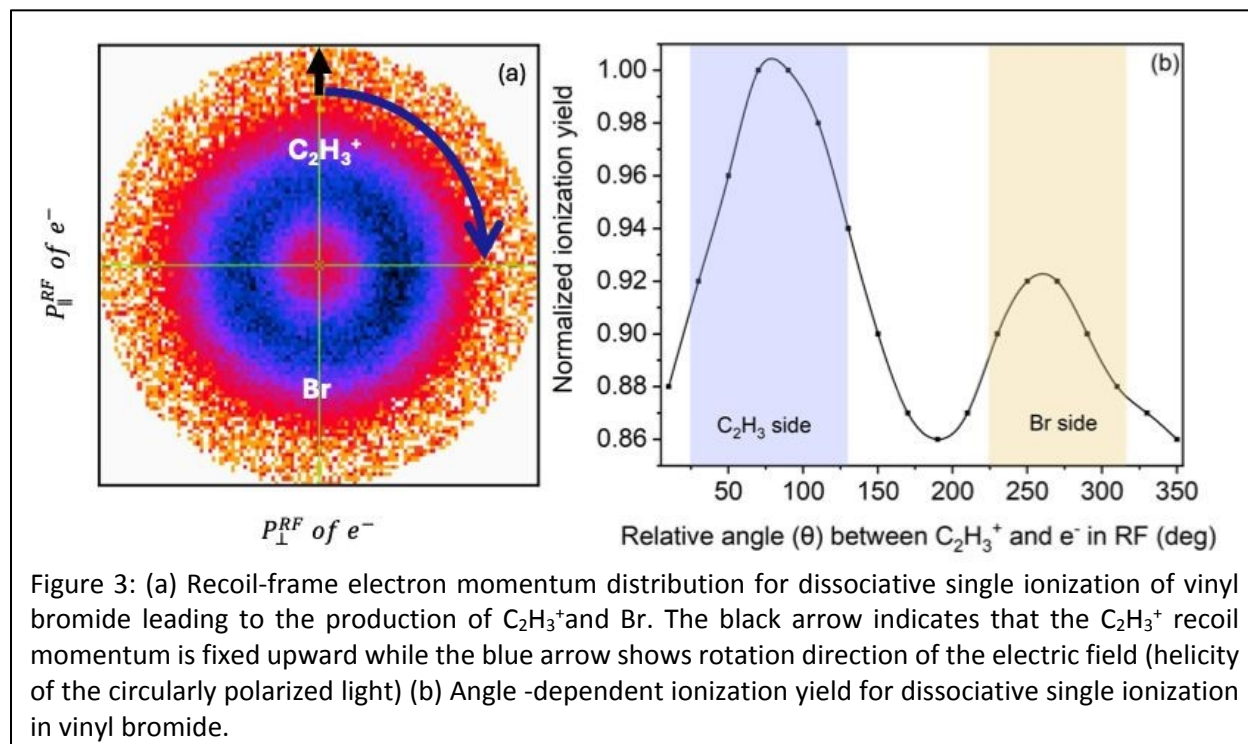 (a)
C₂H₃⁺
Br
P∥ᴿᶠ of e⁻
P⊥ᴿᶠ of e⁻
(b)
Normalized ionization yield
1.00
0.98
0.96
0.94
0.92
0.90
0.88
0.86
C₂H₃ side
Br side
50 100 150 200 250 300 350
Relative angle (θ) between C₂H₃⁺ and e⁻ in RF (deg)
Figure 3: (a) Recoil-frame electron momentum distribution for dissociative single ionization of vinyl
bromide leading to the production of C₂H₃⁺and Br. The black arrow indicates that the C₂H₃⁺ recoil
momentum is fixed upward while the blue arrow shows rotation direction of the electric field (helicity
of the circularly polarized light) (b) Angle -dependent ionization yield for dissociative single ionization
in vinyl bromide.